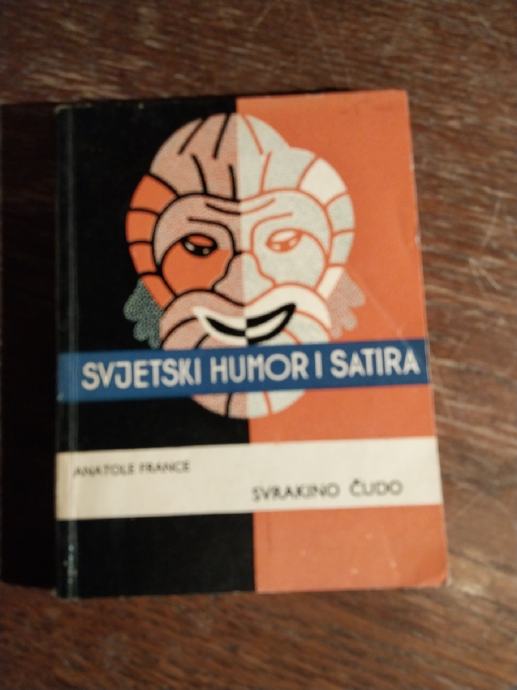 SVJETSKI HUMOR I SATIRA
ANATOLE FRANCE
SVRAKINO ČUDO